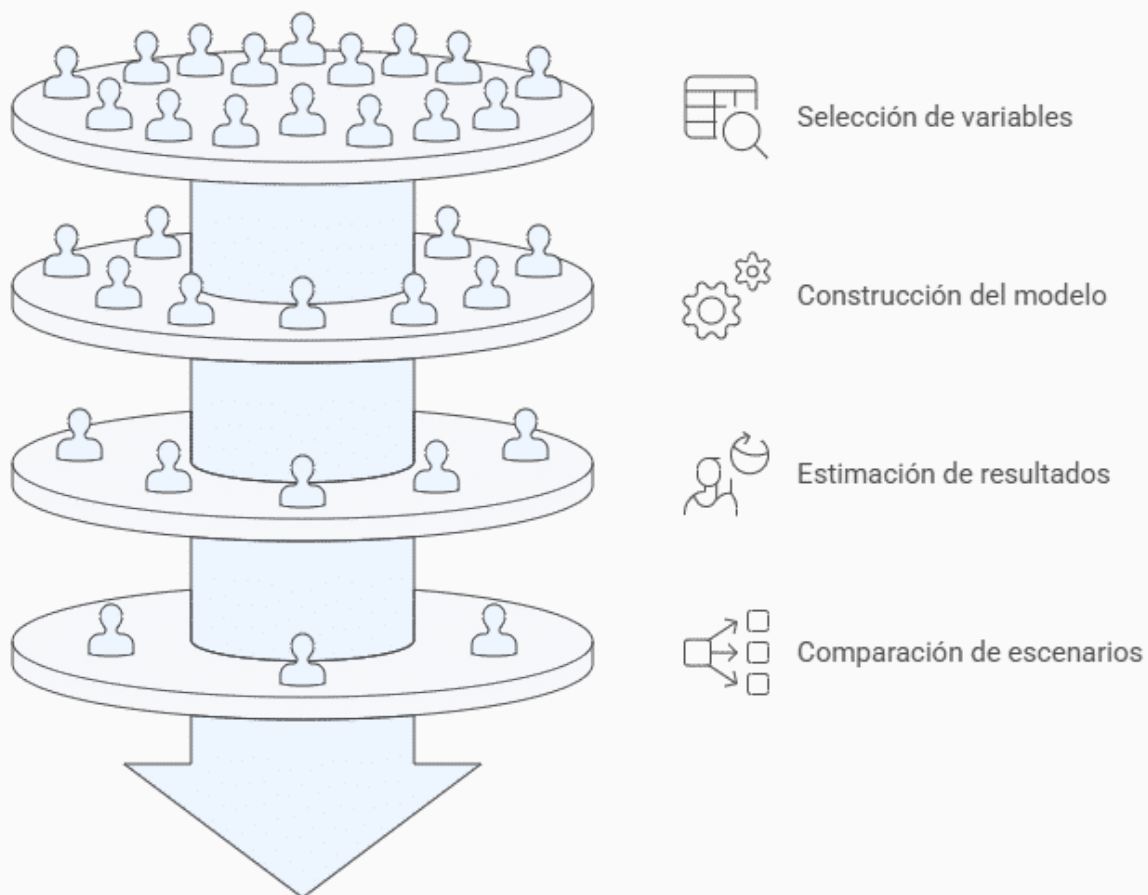 Selección de variables
Construcción del modelo
Estimación de resultados
Comparación de escenarios